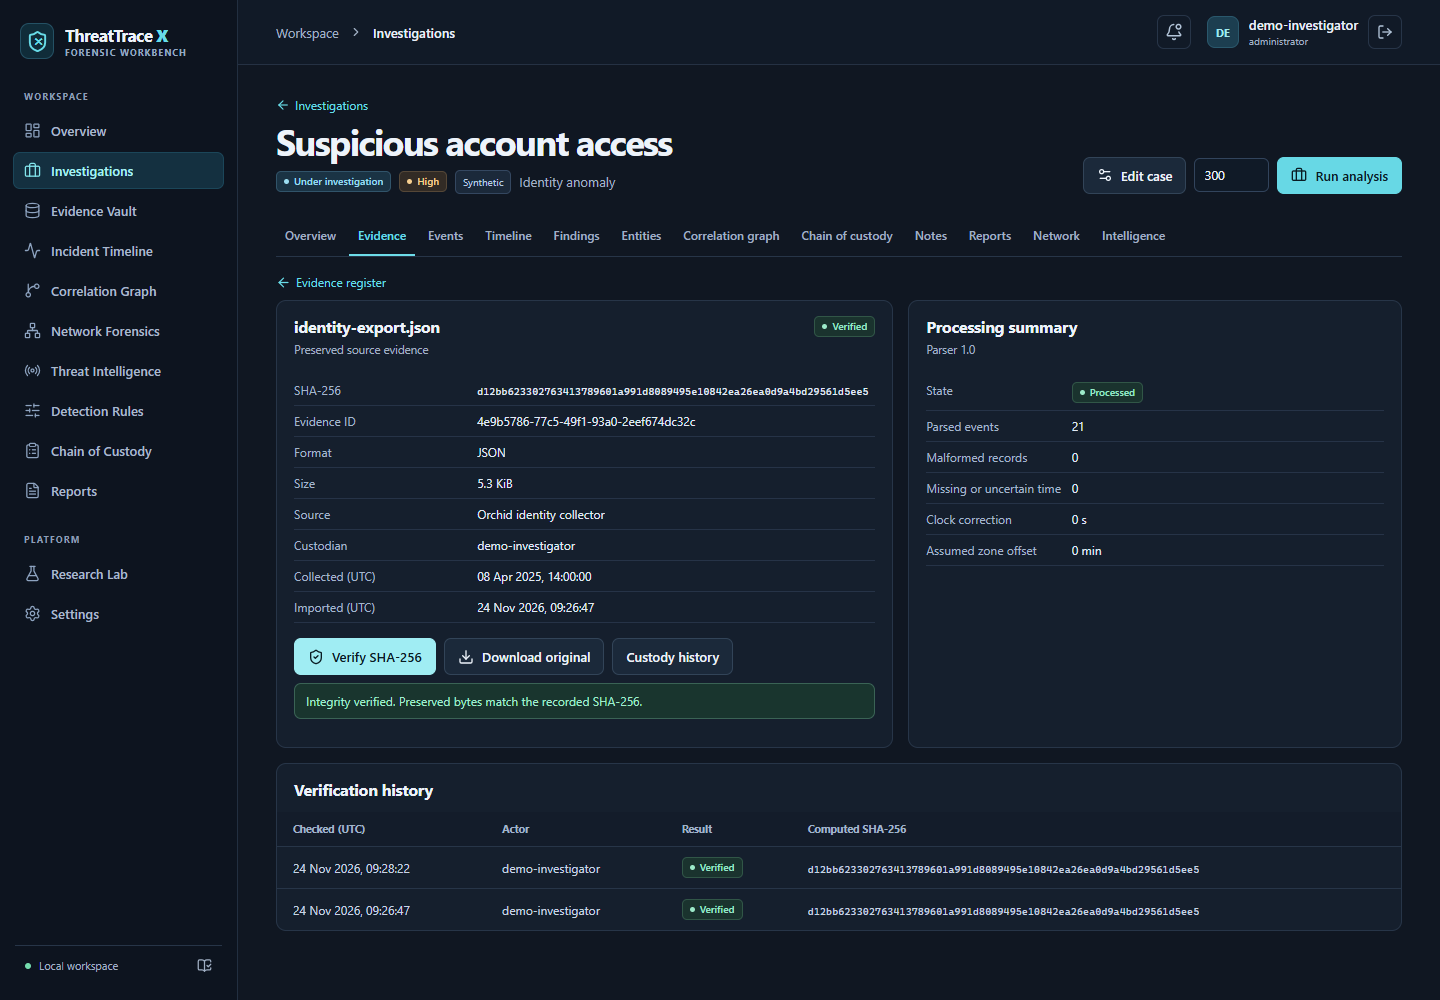 ThreatTrace X
FORENSIC WORKBENCH
WORKSPACE
Overview
Investigations
Evidence Vault
Incident Timeline
Correlation Graph
Network Forensics
Threat Intelligence
Detection Rules
Chain of Custody
Reports
PLATFORM
Research Lab
Settings
Local workspace
Workspace > Investigations
DE
demo-investigator
administrator
← Investigations
Suspicious account access
Under investigation High Synthetic Identity anomaly
Edit case 300 Run analysis
Overview Evidence Events Timeline Findings Entities Correlation graph Chain of custody Notes Reports Network Intelligence
← Evidence register
identity-export.json Verified
Preserved source evidence
SHA-256 d12bb623302763413789601a991d8089495e10842ea26ea0d9a4bd29561d5ee5
Evidence ID 4e9b5786-77c5-49f1-93a0-2eef674dc32c
Format JSON
Size 5.3 KiB
Source Orchid identity collector
Custodian demo-investigator
Collected (UTC) 08 Apr 2025, 14:00:00
Imported (UTC) 24 Nov 2026, 09:26:47
Verify SHA-256 Download original Custody history
Integrity verified. Preserved bytes match the recorded SHA-256.
Processing summary
Parser 1.0
State Processed
Parsed events 21
Malformed records 0
Missing or uncertain time 0
Clock correction 0 s
Assumed zone offset 0 min
Verification history
Checked (UTC) Actor Result Computed SHA-256
24 Nov 2026, 09:28:22 demo-investigator Verified d12bb623302763413789601a991d8089495e10842ea26ea0d9a4bd29561d5ee5
24 Nov 2026, 09:26:47 demo-investigator Verified d12bb623302763413789601a991d8089495e10842ea26ea0d9a4bd29561d5ee5